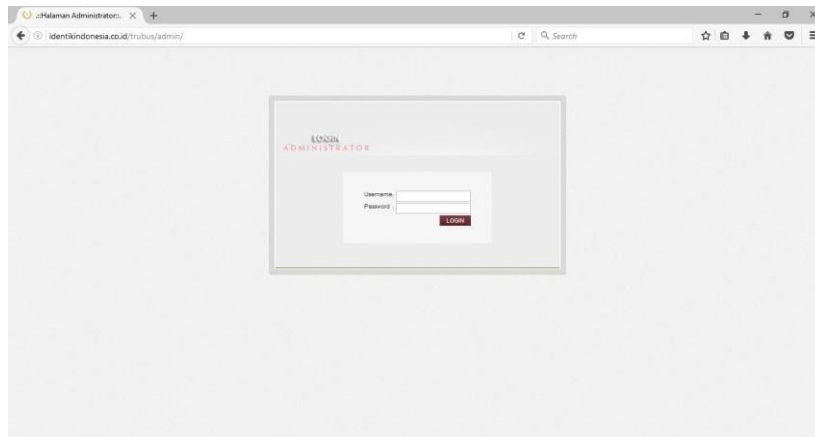 .::Halaman Administrator::.
identikindonesia.co.id/trubus/admin/
Search
LOGIN
ADMINISTRATOR
Username :
Password :
LOGIN